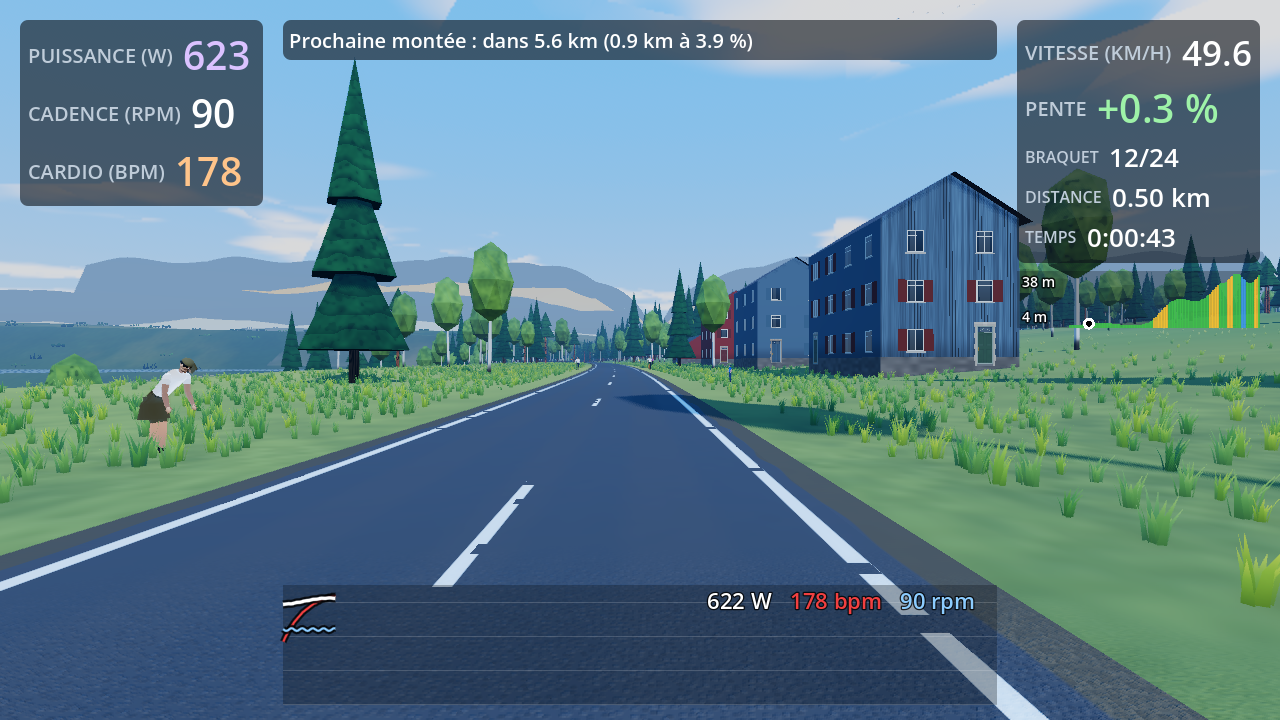 PUISSANCE (W) 623
CADENCE (RPM) 90
CARDIO (BPM) 178
Prochaine montée : dans 5.6 km (0.9 km à 3.9 %)
VITESSE (KM/H) 49.6
PENTE +0.3 %
BRAQUET 12/24
DISTANCE 0.50 km
TEMPS 0:00:43
38 m
4 m
622 W 178 bpm 90 rpm